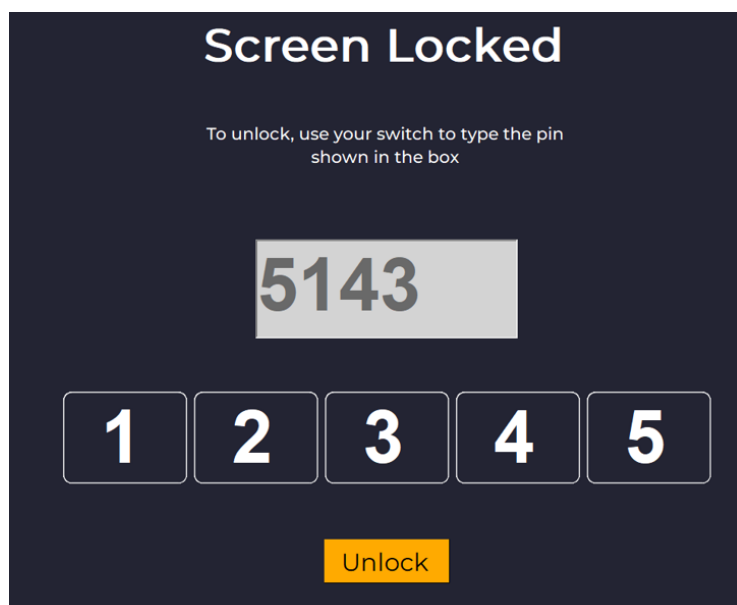 Screen Locked
To unlock, use your switch to type the pin
shown in the box
5143
1 2 3 4 5
Unlock